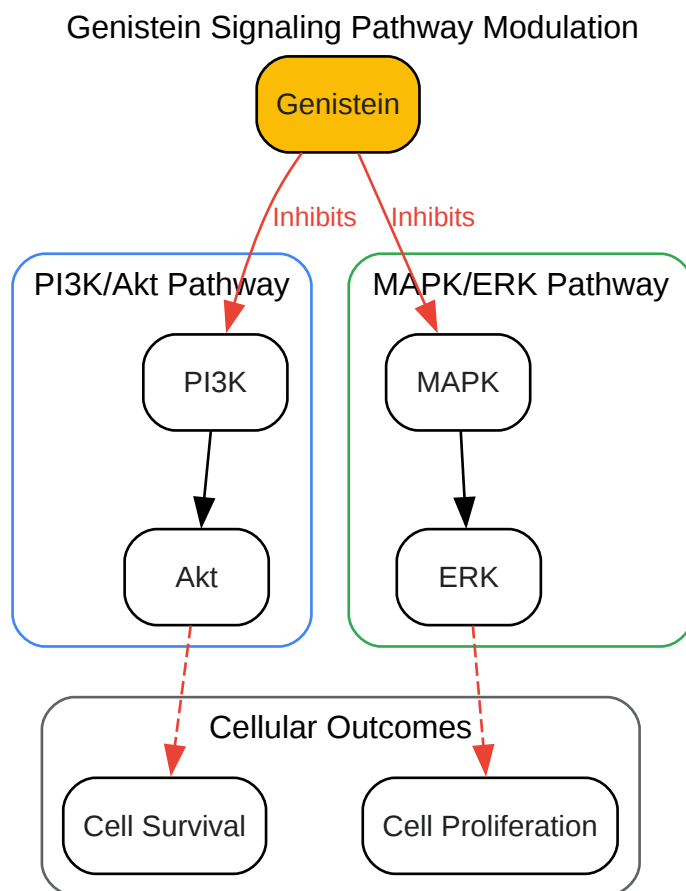 Genistein Signaling Pathway Modulation
Genistein
Inhibits
Inhibits
PI3K/Akt Pathway
MAPK/ERK Pathway
PI3K
MAPK
Akt
ERK
Cellular Outcomes
Cell Survival
Cell Proliferation